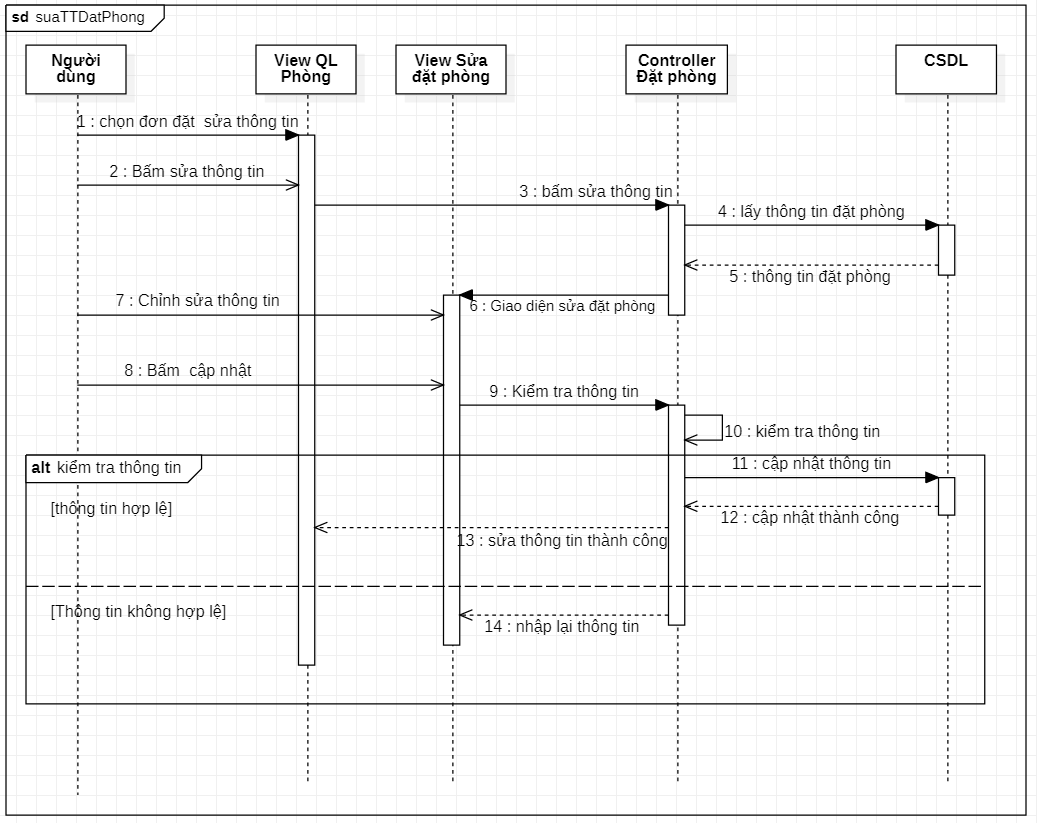 sd suaTTDatPhong
Người
dùng
View QL
Phòng
View Sửa
đặt phòng
Controller
Đặt phòng
CSDL
1 : chọn đơn đặt  sửa thông tin
2 : Bấm sửa thông tin
3 : bấm sửa thông tin
4 : lấy thông tin đặt phòng
5 : thông tin đặt phòng
6 : Giao diện sửa đặt phòng
7 : Chỉnh sửa thông tin
8 : Bấm  cập nhật
9 : Kiểm tra thông tin
10 : kiểm tra thông tin
alt kiểm tra thông tin
11 : cập nhật thông tin
[thông tin hợp lệ]
12 : cập nhật thành công
13 : sửa thông tin thành công
[Thông tin không hợp lệ]
14 : nhập lại thông tin